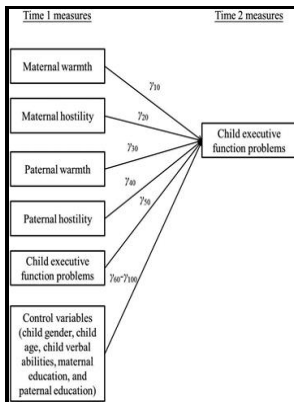 Time 1 measures
Time 2 measures
Maternal warmth
γ10
Maternal hostility
γ20
Child executive
function problems
Paternal warmth
γ30
γ40
Paternal hostility
γ50
Child executive
function problems
γ60-γ100
Control variables
(child gender, child
age, child verbal
abilities, maternal
education, and
paternal education)